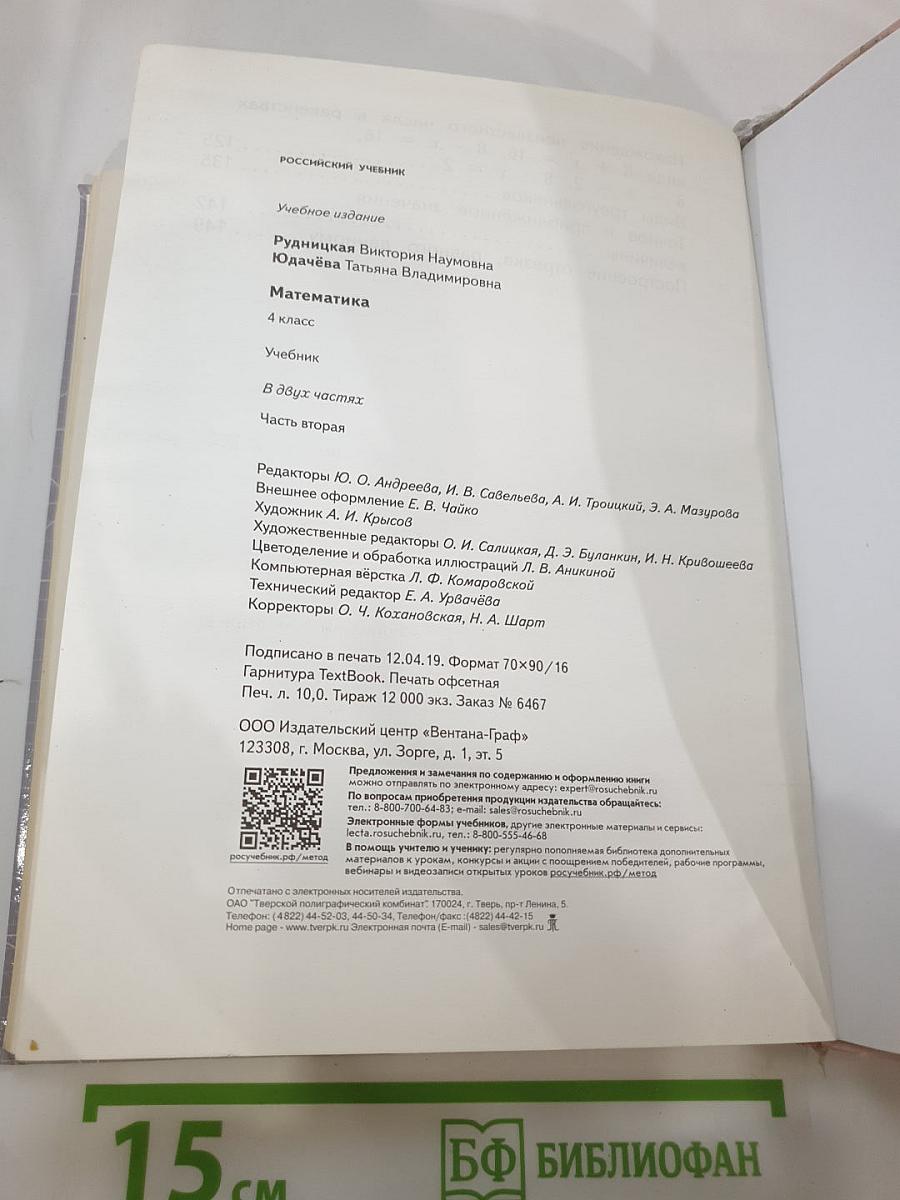 РОССИЙСКИЙ УЧЕБНИК
Учебное издание
Рудницкая Виктория Наумовна
Юдачёва Татьяна Владимировна
Математика
4 класс
Учебник
В двух частях
Часть вторая
Редакторы Ю. О. Андреева, И. В. Савельева, А. И. Троицкий, Э. А. Мазурова
Внешнее оформление Е. В. Чайко
Художник А. И. Крысов
Художественные редакторы О. И. Салицкая, Д. Э. Буланкин, И. Н. Кривошеева
Цветоделение и обработка иллюстраций Л. В. Аникиной
Компьютерная вёрстка Л. Ф. Комаровской
Технический редактор Е. А. Урвачёва
Корректоры О. Ч. Кохановская, Н. А. Шарт
Подписано в печать 12.04.19. Формат 70×90/16
Гарнитура TextBook. Печать офсетная
Печ. л. 10,0. Тираж 12 000 экз. Заказ № 6467
ООО Издательский центр «Вентана-Граф»
123308, г. Москва, ул. Зорге, д. 1, эт. 5
Предложения и замечания по содержанию и оформлению книги
можно отправлять по электронному адресу: expert@rosuchebnik.ru
По вопросам приобретения продукции издательства обращайтесь:
тел.: 8-800-700-64-83; e-mail: sales@rosuchebnik.ru
Электронные формы учебников, другие электронные материалы и сервисы:
lecta.rosuchebnik.ru, тел.: 8-800-555-46-68
В помощь учителю и ученику: регулярно пополняемая библиотека дополнительных
материалов к урокам, конкурсы и акции с поощрением победителей, рабочие программы,
вебинары и видеозаписи открытых уроков росучебник.рф/метод
росучебник.рф/метод
Отпечатано с электронных носителей издательства.
ОАО "Тверской полиграфический комбинат". 170024, г. Тверь, пр-т Ленина, 5.
Телефон: (4822) 44-52-03, 44-50-34, Телефон/факс :(4822) 44-42-15
Home page - www.tverpk.ru Электронная почта (E-mail) - sales@tverpk.ru
15 см
БФ БИБЛИОФАН